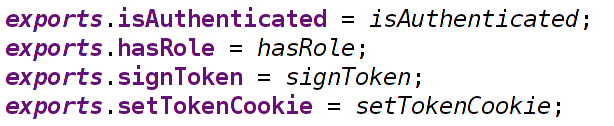 exports.isAuthenticated = isAuthenticated;
exports.hasRole = hasRole;
exports.signToken = signToken;
exports.setTokenCookie = setTokenCookie;